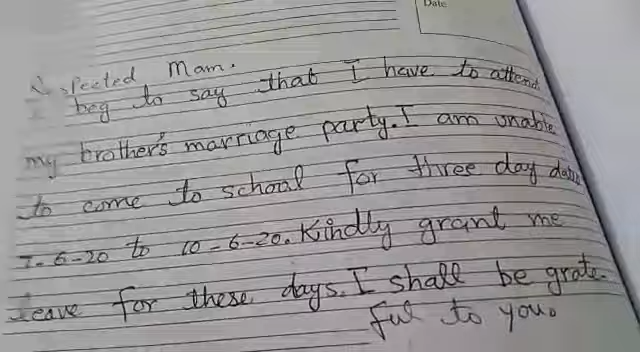 Date
Respected Mam.
I beg to say that I have to attend
my brother's marriage party. I am unable
to come to school for three day date
7-6-20 to 10-6-20. Kindly grant me
leave for these days. I shall be grate-
ful to you.